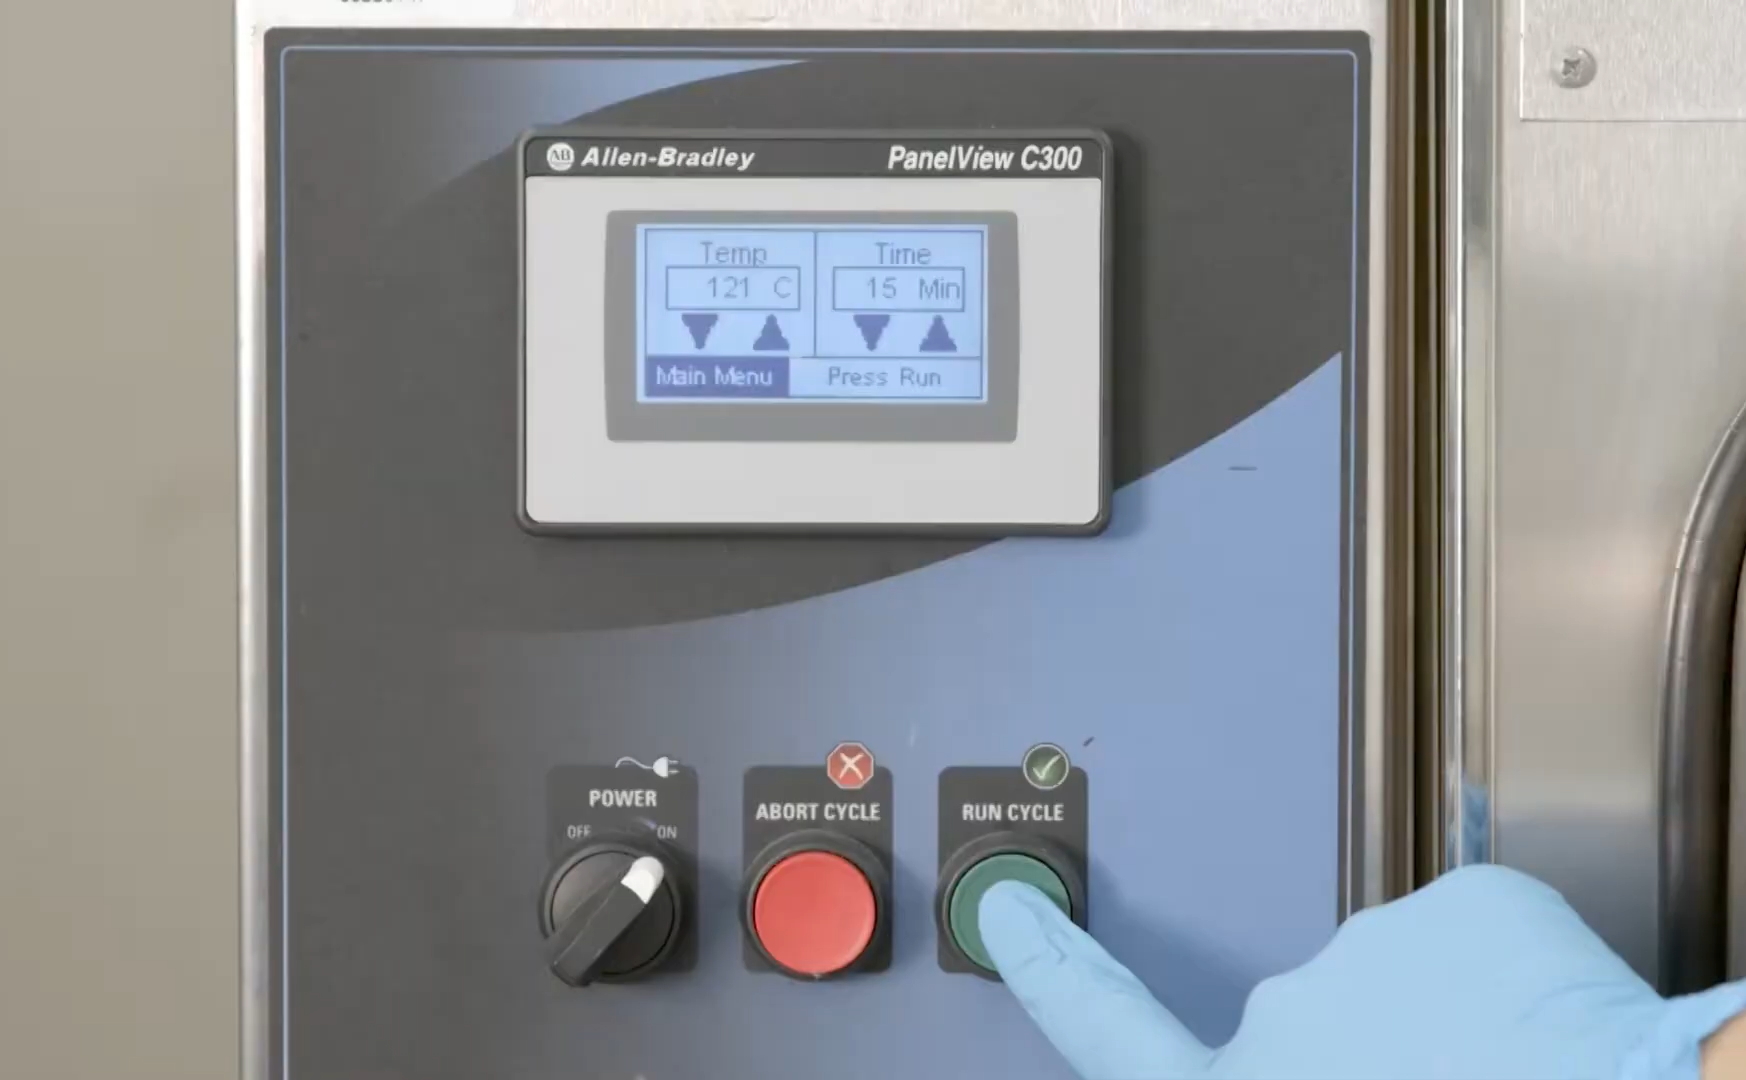 AB Allen-Bradley PanelView C300
Temp Time
121 C 15 Min
Main Menu Press Run
POWER
OFF ON
ABORT CYCLE
RUN CYCLE